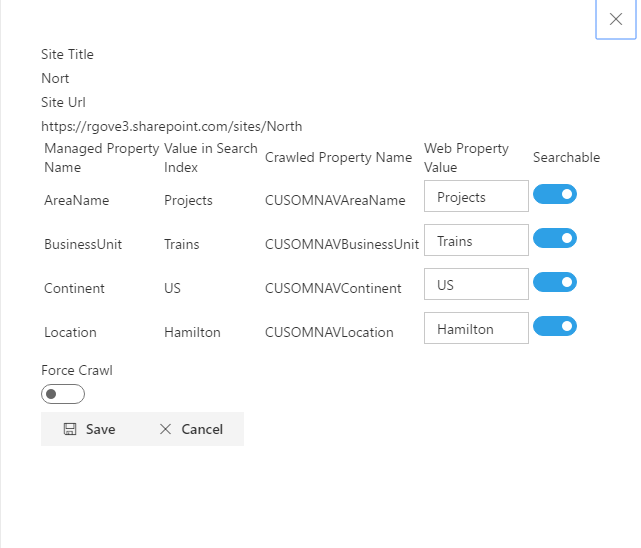 Site Title
Nort
Site Url
https://rgove3.sharepoint.com/sites/North
Managed Property Name Value in Search Index Crawled Property Name Web Property Value Searchable
AreaName Projects CUSOMNAVAreaName Projects
BusinessUnit Trains CUSOMNAVBusinessUnit Trains
Continent US CUSOMNAVContinent US
Location Hamilton CUSOMNAVLocation Hamilton
Force Crawl
Save Cancel